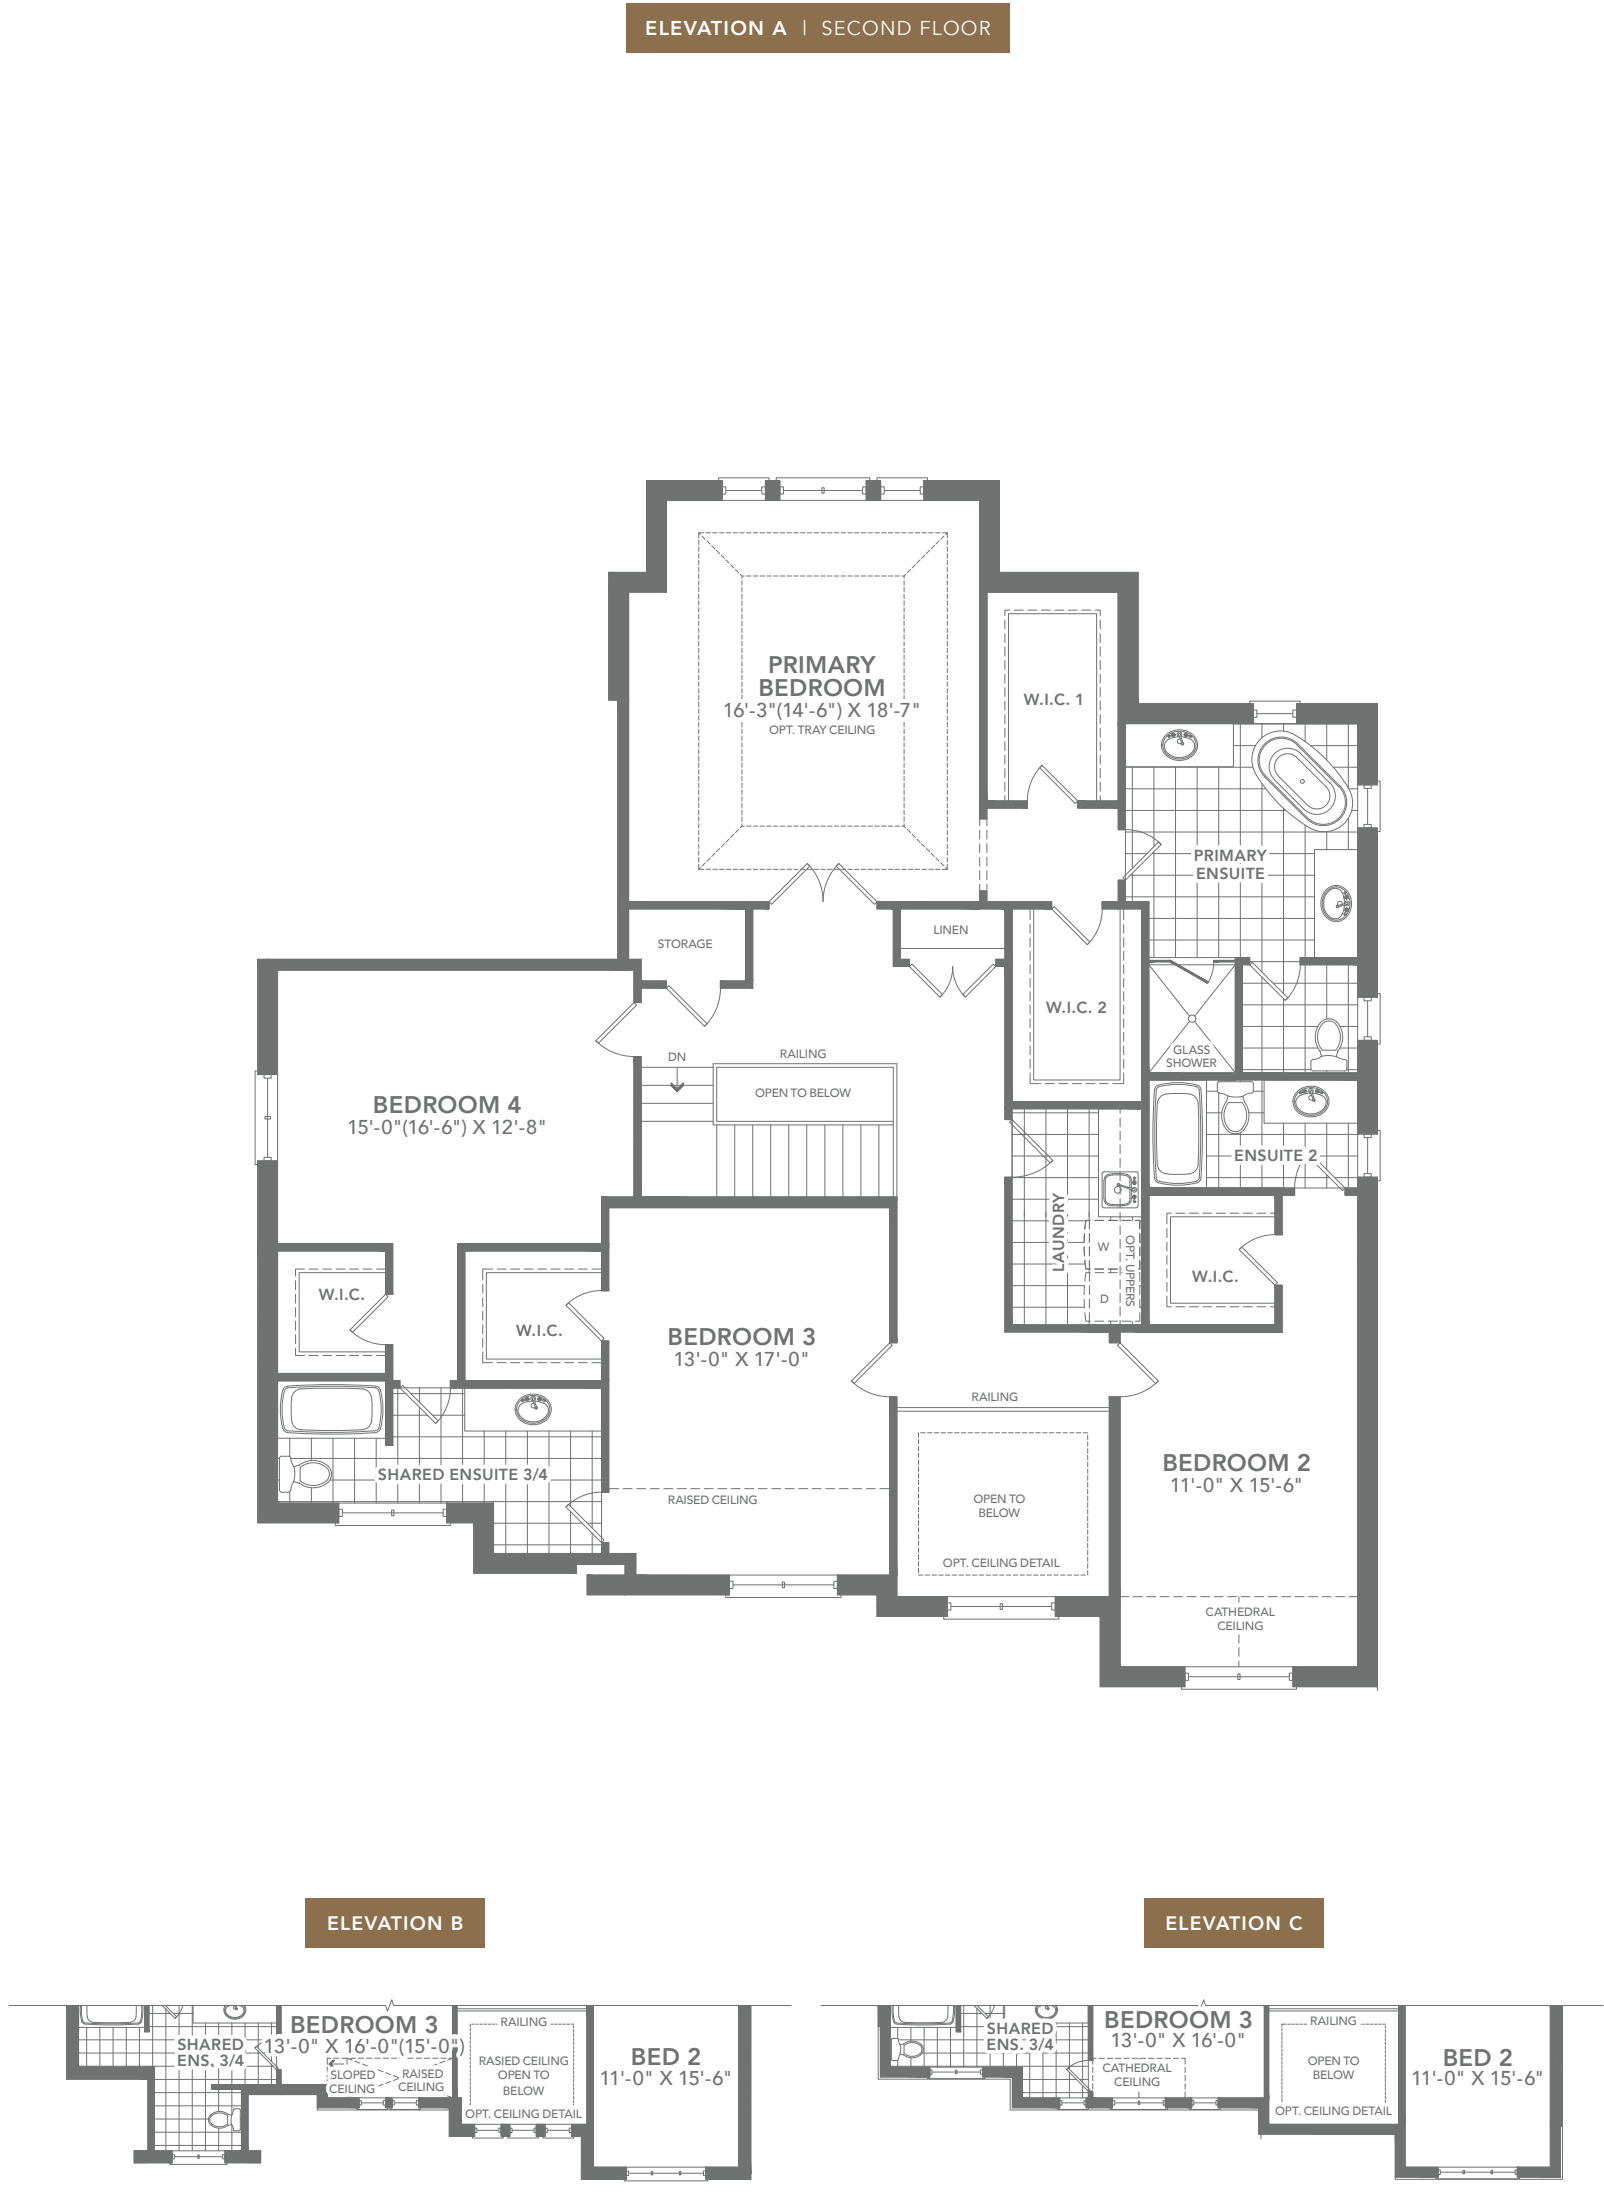 ELEVATION A | SECOND FLOOR
PRIMARY
BEDROOM
16'-3"(14'-6") X 18'-7"
OPT. TRAY CEILING
W.I.C. 1
PRIMARY
ENSUITE
STORAGE
LINEN
W.I.C. 2
GLASS
SHOWER
DN
RAILING
OPEN TO BELOW
BEDROOM 4
15'-0"(16'-6") X 12'-8"
ENSUITE 2
LAUNDRY
W
D
OPT. UPPERS
W.I.C.
W.I.C.
W.I.C.
BEDROOM 3
13'-0" X 17'-0"
RAILING
SHARED ENSUITE 3/4
RAISED CEILING
OPEN TO
BELOW
OPT. CEILING DETAIL
BEDROOM 2
11'-0" X 15'-6"
CATHEDRAL
CEILING
ELEVATION B
SHARED
ENS. 3/4
BEDROOM 3
13'-0" X 16'-0"(15'-0")
SLOPED
CEILING
RAISED
CEILING
RAILING
RASIED CEILING
OPEN TO
BELOW
OPT. CEILING DETAIL
BED 2
11'-0" X 15'-6"
ELEVATION C
SHARED
ENS. 3/4
BEDROOM 3
13'-0" X 16'-0"
CATHEDRAL
CEILING
RAILING
OPEN TO
BELOW
OPT. CEILING DETAIL
BED 2
11'-0" X 15'-6"